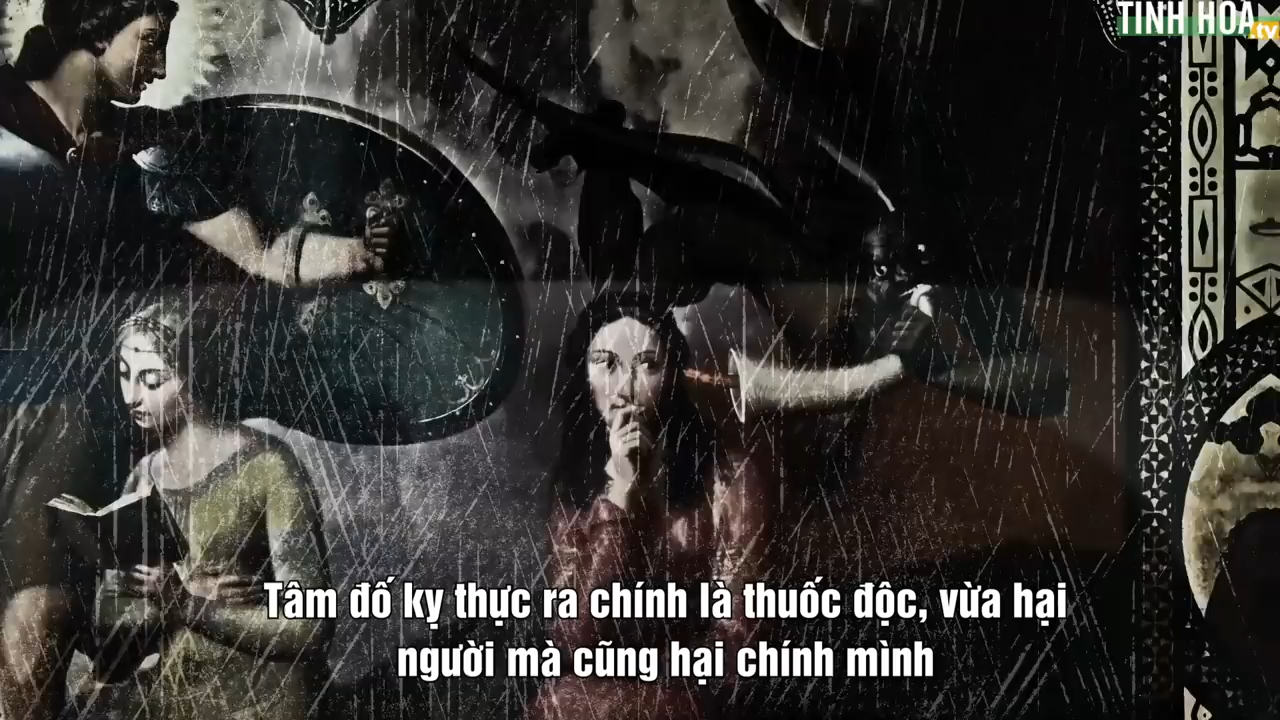 TINH HOA
.tv
Tâm đố kỵ thực ra chính là thuốc độc, vừa hại
người mà cũng hại chính mình